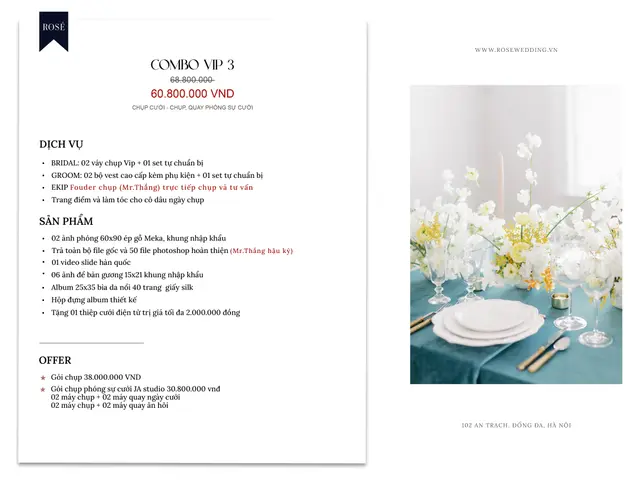 ROSÉ
COMBO VIP 3
68.800.000
60.800.000 VND
CHỤP CƯỚI - CHỤP, QUAY PHÓNG SỰ CƯỚI
DỊCH VỤ
• BRIDAL: 02 váy chụp Vip + 01 set tự chuẩn bị
• GROOM: 02 bộ vest cao cấp kèm phụ kiện + 01 set tự chuẩn bị
• EKIP Fouder chụp (Mr.Thắng) trực tiếp chụp và tư vấn
• Trang điểm và làm tóc cho cô dâu ngày chụp
SẢN PHẨM
• 02 ảnh phóng 60x90 ép gỗ Meka, khung nhập khẩu
• Trả toàn bộ file gốc và 50 file photoshop hoàn thiện (Mr.Thắng hậu kỳ)
• 01 video slide hàn quốc
• 06 ảnh để bàn gương 15x21 khung nhập khẩu
• Album 25x35 bìa da nổi 40 trang giấy silk
• Hộp đựng album thiết kế
• Tặng 01 thiệp cưới điện tử trị giá tối đa 2.000.000 đồng
OFFER
★ Gói chụp 38.000.000 VND
★ Gói chụp phóng sự cưới JA studio 30.800.000 vnđ
02 máy chụp + 02 máy quay ngày cưới
02 máy chụp + 02 máy quay ăn hỏi
WWW.ROSEWEDDING.VN
102 AN TRẠCH, ĐỐNG ĐA, HÀ NỘI